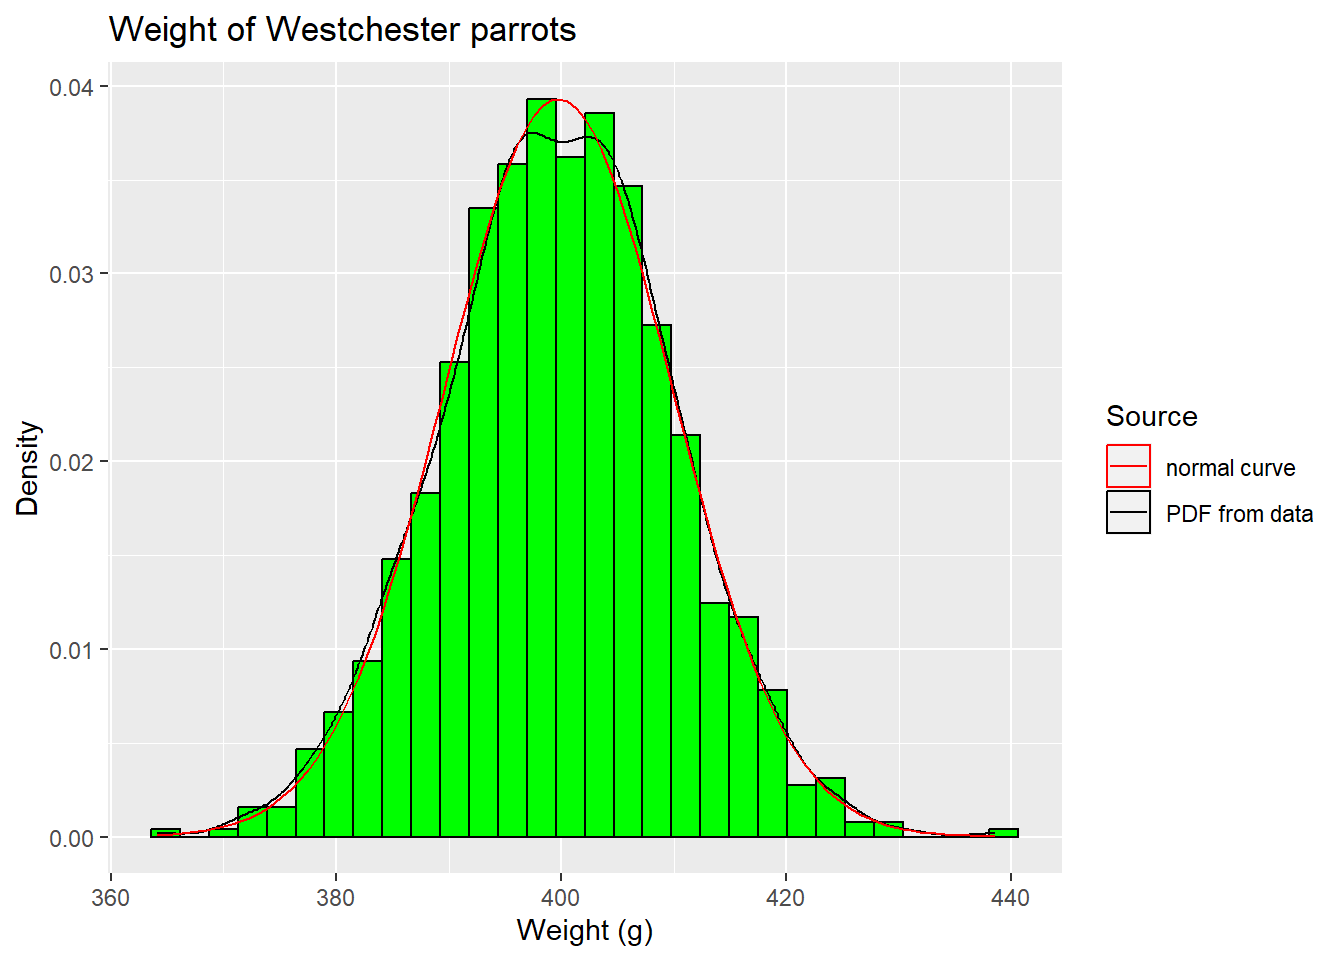 Weight of Westchester parrots
0.04
0.03
0.02
0.01
0.00
Density
360 380 400 420 440
Weight (g)
Source
normal curve
PDF from data